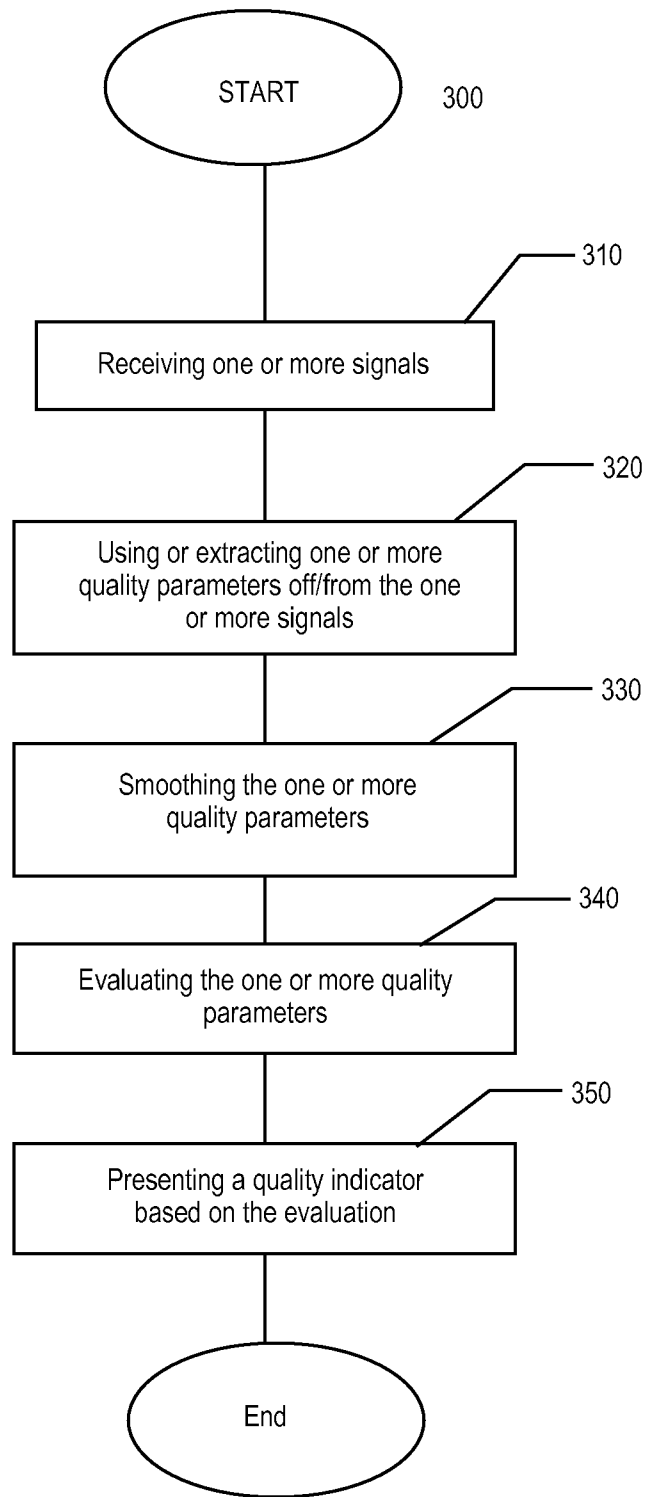 START
300
310
Receiving one or more signals
320
Using or extracting one or more
quality parameters off/from the one
or more signals
330
Smoothing the one or more
quality parameters
340
Evaluating the one or more quality
parameters
350
Presenting a quality indicator
based on the evaluation
End